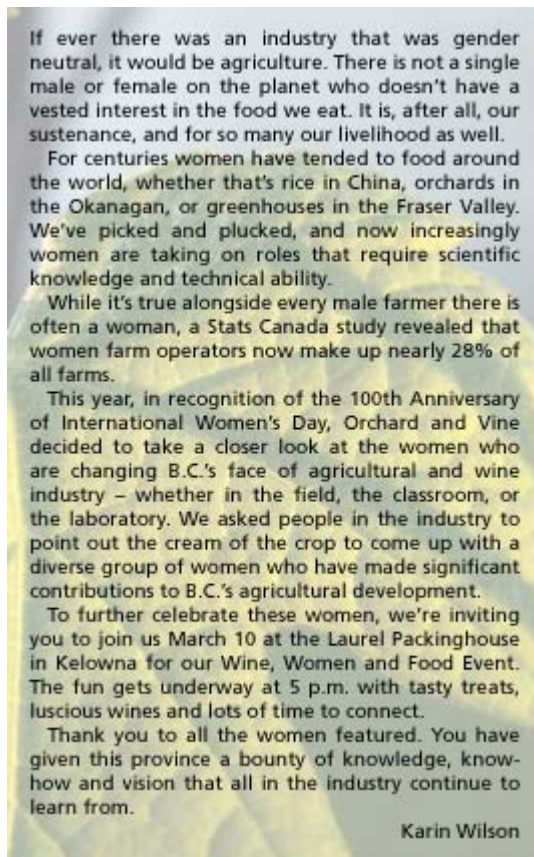 If ever there was an industry that was gender
neutral, it would be agriculture. There is not a single
male or female on the planet who doesn't have a
vested interest in the food we eat. It is, after all, our
sustenance, and for so many our livelihood as well.
For centuries women have tended to food around
the world, whether that's rice in China, orchards in
the Okanagan, or greenhouses in the Fraser Valley.
We've picked and plucked, and now increasingly
women are taking on roles that require scientific
knowledge and technical ability.
While it's true alongside every male farmer there is
often a woman, a Stats Canada study revealed that
women farm operators now make up nearly 28% of
all farms.
This year, in recognition of the 100th Anniversary
of International Women's Day, Orchard and Vine
decided to take a closer look at the women who
are changing B.C.'s face of agricultural and wine
industry – whether in the field, the classroom, or
the laboratory. We asked people in the industry to
point out the cream of the crop to come up with a
diverse group of women who have made significant
contributions to B.C.'s agricultural development.
To further celebrate these women, we're inviting
you to join us March 10 at the Laurel Packinghouse
in Kelowna for our Wine, Women and Food Event.
The fun gets underway at 5 p.m. with tasty treats,
luscious wines and lots of time to connect.
Thank you to all the women featured. You have
given this province a bounty of knowledge, know-
how and vision that all in the industry continue to
learn from.
Karin Wilson